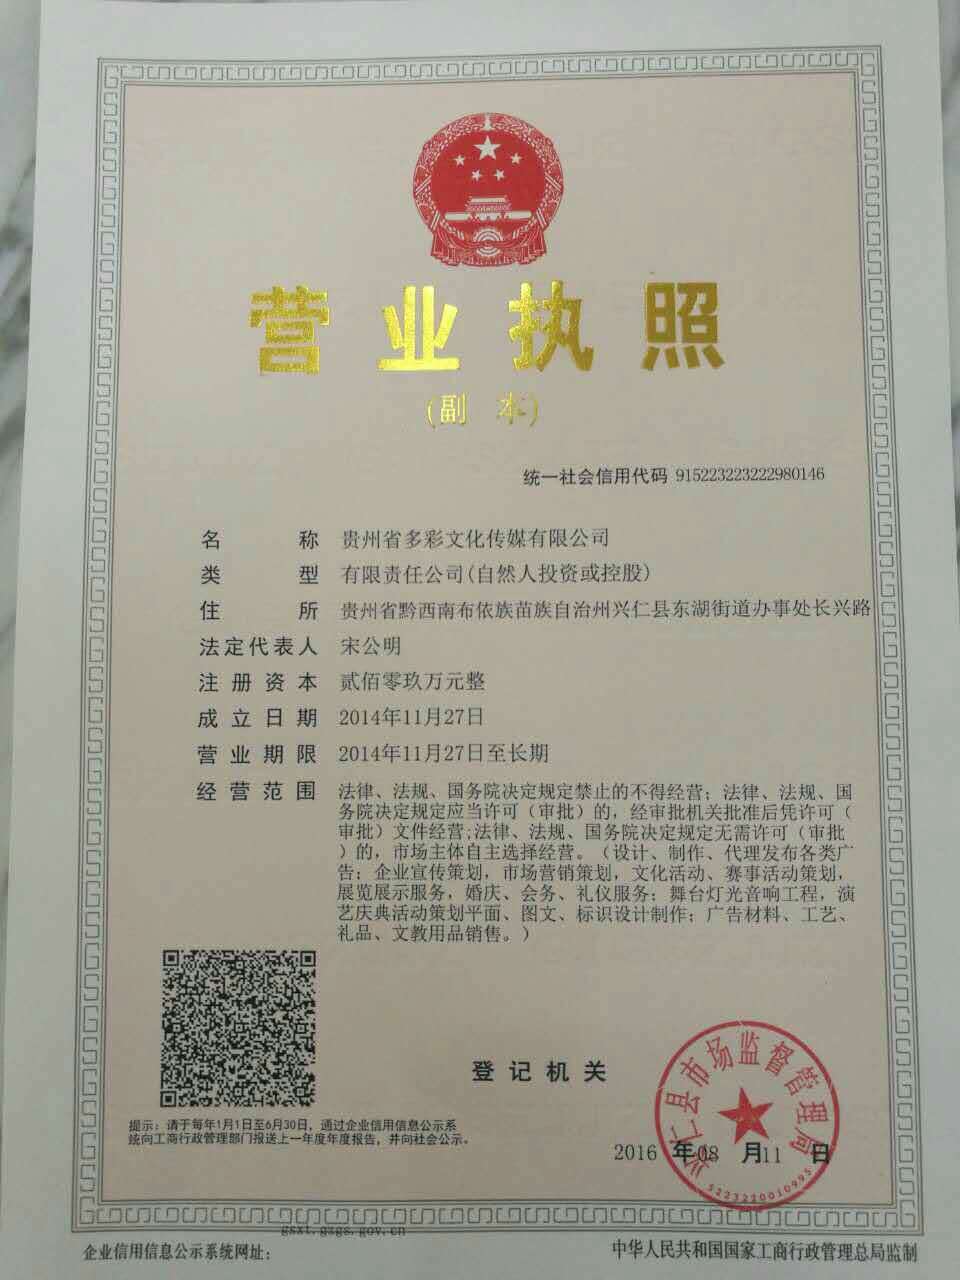 营业执照
(副 本)
统一社会信用代码 915223223222980146
名 称 贵州省多彩文化传媒有限公司
类 型 有限责任公司(自然人投资或控股)
住 所 贵州省黔西南布依族苗族自治州兴仁县东湖街道办事处长兴路
法定代表人 宋公明
注册资本 贰佰零玖万元整
成立日期 2014年11月27日
营业期限 2014年11月27日至长期
经营范围 法律、法规、国务院决定规定禁止的不得经营；法律、法规、国
务院决定规定应当许可（审批）的，经审批机关批准后凭许可（
审批）文件经营;法律、法规、国务院决定规定无需许可（审批
）的，市场主体自主选择经营。（设计、制作、代理发布各类广
告；企业宣传策划，市场营销策划，文化活动、赛事活动策划，
展览展示服务，婚庆、会务、礼仪服务；舞台灯光音响工程，演
艺庆典活动策划平面、图文、标识设计制作；广告材料、工艺、
礼品、文教用品销售。）
登记机关
兴仁县市场监督管理局
5223220010995
2016 年08 月11 日
提示：请于每年1月1日至6月30日，通过企业信用信息公示系
统向工商行政管理部门报送上一年度年度报告，并向社会公示。
gsxt.gzgs.gov.cn
企业信用信息公示系统网址：
中华人民共和国国家工商行政管理总局监制